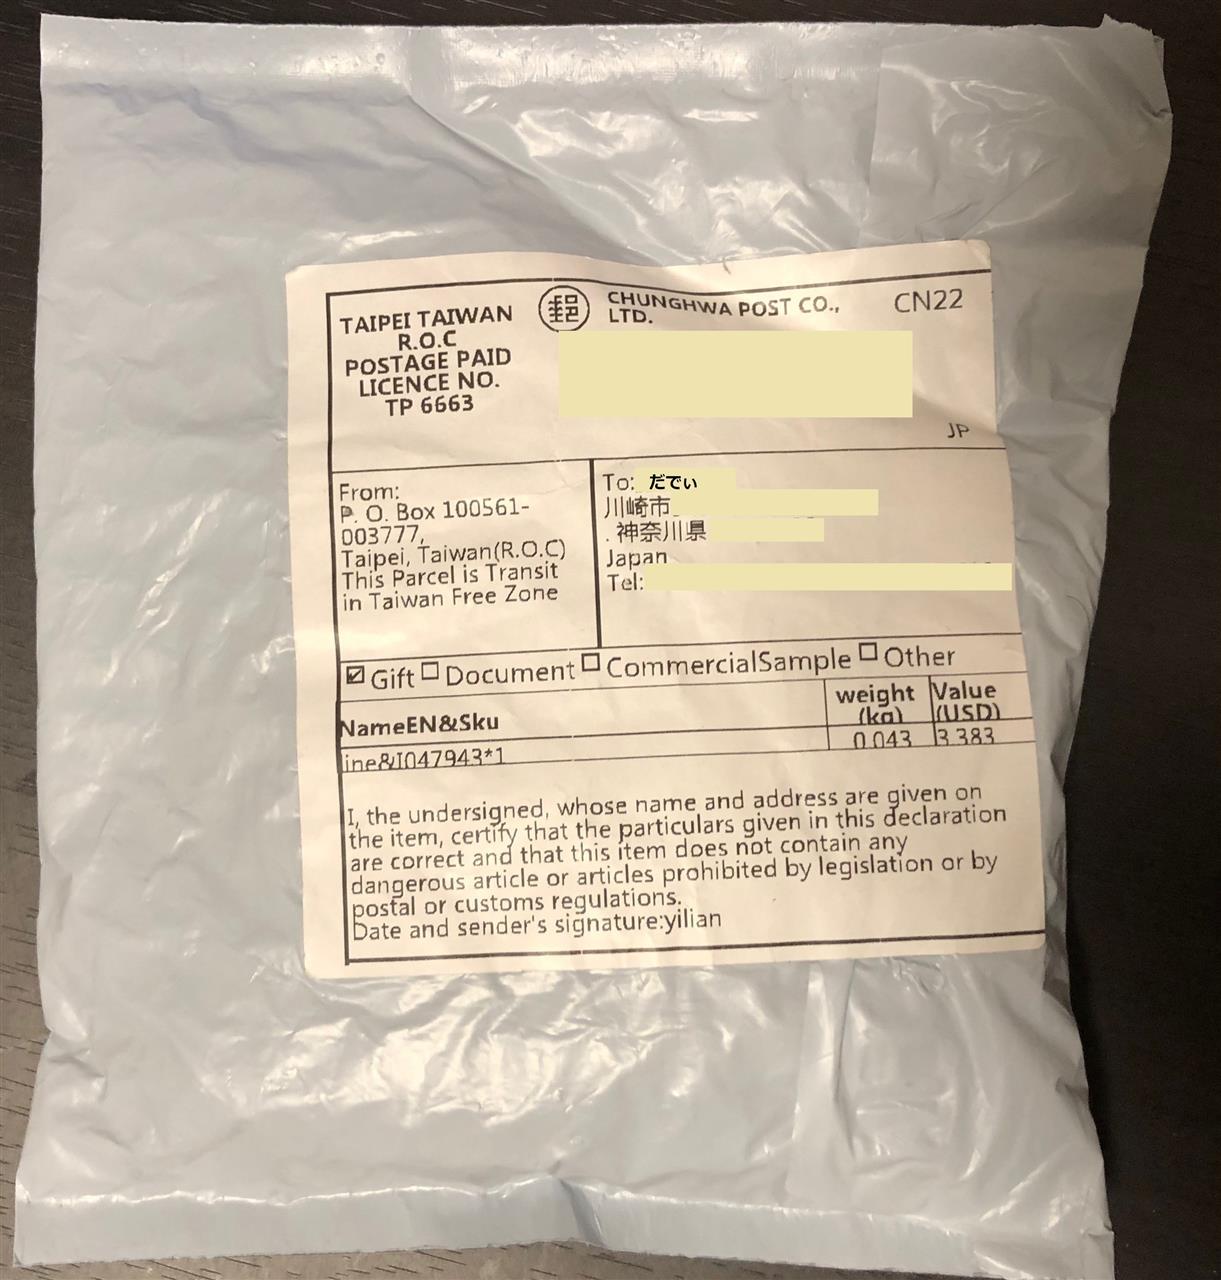 TAIPEI TAIWAN
R.O.C
POSTAGE PAID
LICENCE NO.
TP 6663
郵
CHUNGHWA POST CO.,
LTD.
CN22
JP
From:
P. O. Box 100561-
003777,
Taipei, Taiwan(R.O.C)
This Parcel is Transit
in Taiwan Free Zone
To: だでぃ
川崎市
. 神奈川県
Japan
Tel:
☑ Gift ☐ Document ☐ CommercialSample ☐ Other
NameEN&Sku
weight
(kg)
Value
(USD)
ine&I047943*1
0.043
3.383
I, the undersigned, whose name and address are given on
the item, certify that the particulars given in this declaration
are correct and that this item does not contain any
dangerous article or articles prohibited by legislation or by
postal or customs regulations.
Date and sender's signature:yilian